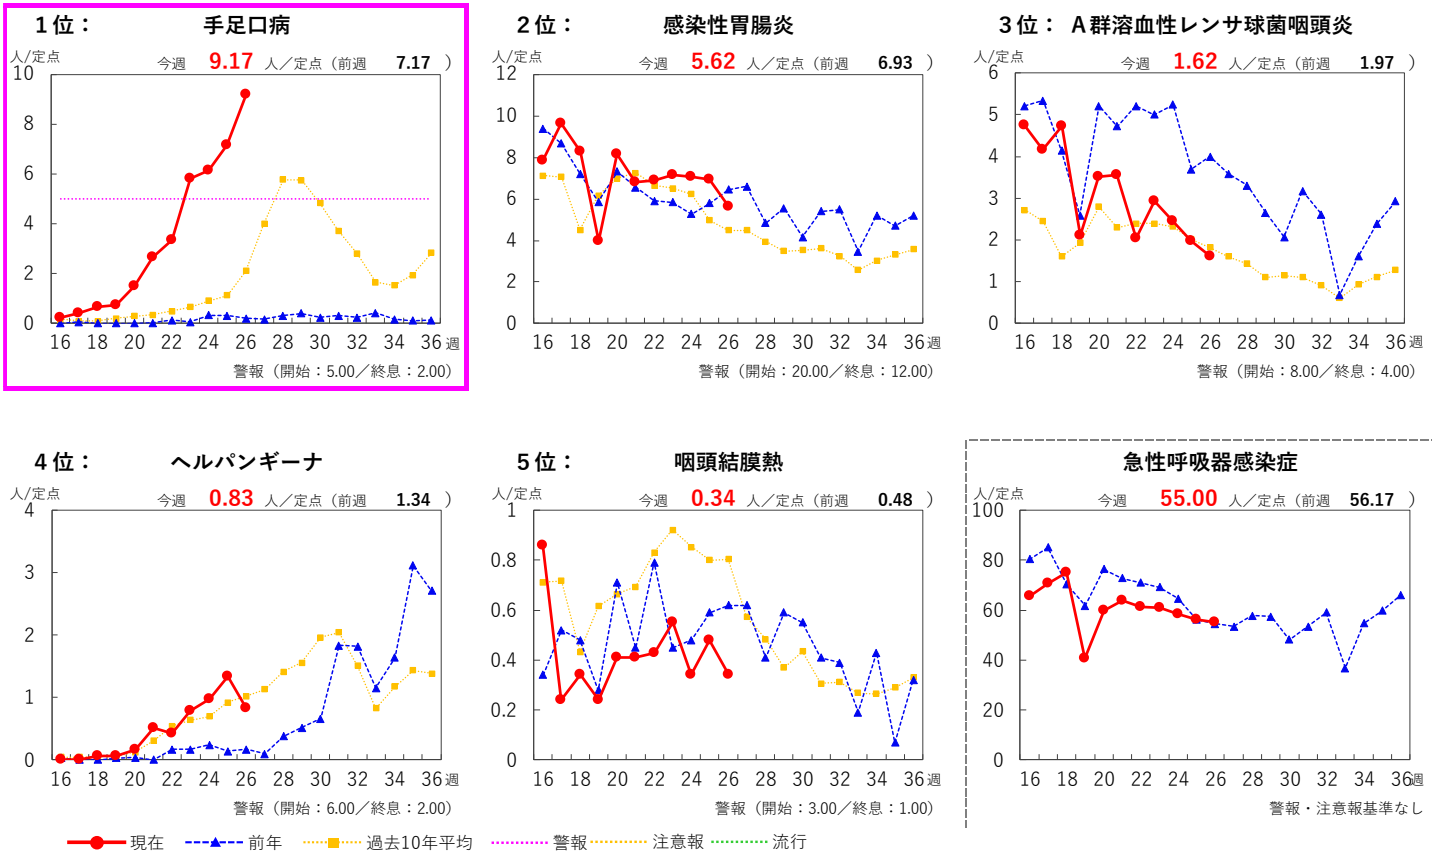 1位： 手足口病
人/定点 今週 9.17 人／定点（前週 7.17 ）
10
8
6
4
2
0
16 18 20 22 24 26 28 30 32 34 36 週
警報（開始：5.00／終息：2.00）
2位： 感染性胃腸炎
人/定点 今週 5.62 人／定点（前週 6.93 ）
12
10
8
6
4
2
0
16 18 20 22 24 26 28 30 32 34 36 週
警報（開始：20.00／終息：12.00）
3位： A群溶血性レンサ球菌咽頭炎
人/定点 今週 1.62 人／定点（前週 1.97 ）
6
5
4
3
2
1
0
16 18 20 22 24 26 28 30 32 34 36 週
警報（開始：8.00／終息：4.00）
4位： ヘルパンギーナ
人/定点 今週 0.83 人／定点（前週 1.34 ）
4
3
2
1
0
16 18 20 22 24 26 28 30 32 34 36 週
警報（開始：6.00／終息：2.00）
5位： 咽頭結膜熱
人/定点 今週 0.34 人／定点（前週 0.48 ）
1
0.8
0.6
0.4
0.2
0
16 18 20 22 24 26 28 30 32 34 36 週
警報（開始：3.00／終息：1.00）
急性呼吸器感染症
人/定点 今週 55.00 人／定点（前週 56.17 ）
100
80
60
40
20
0
16 18 20 22 24 26 28 30 32 34 36週
警報・注意報基準なし
現在 前年 過去10年平均 警報 注意報 流行